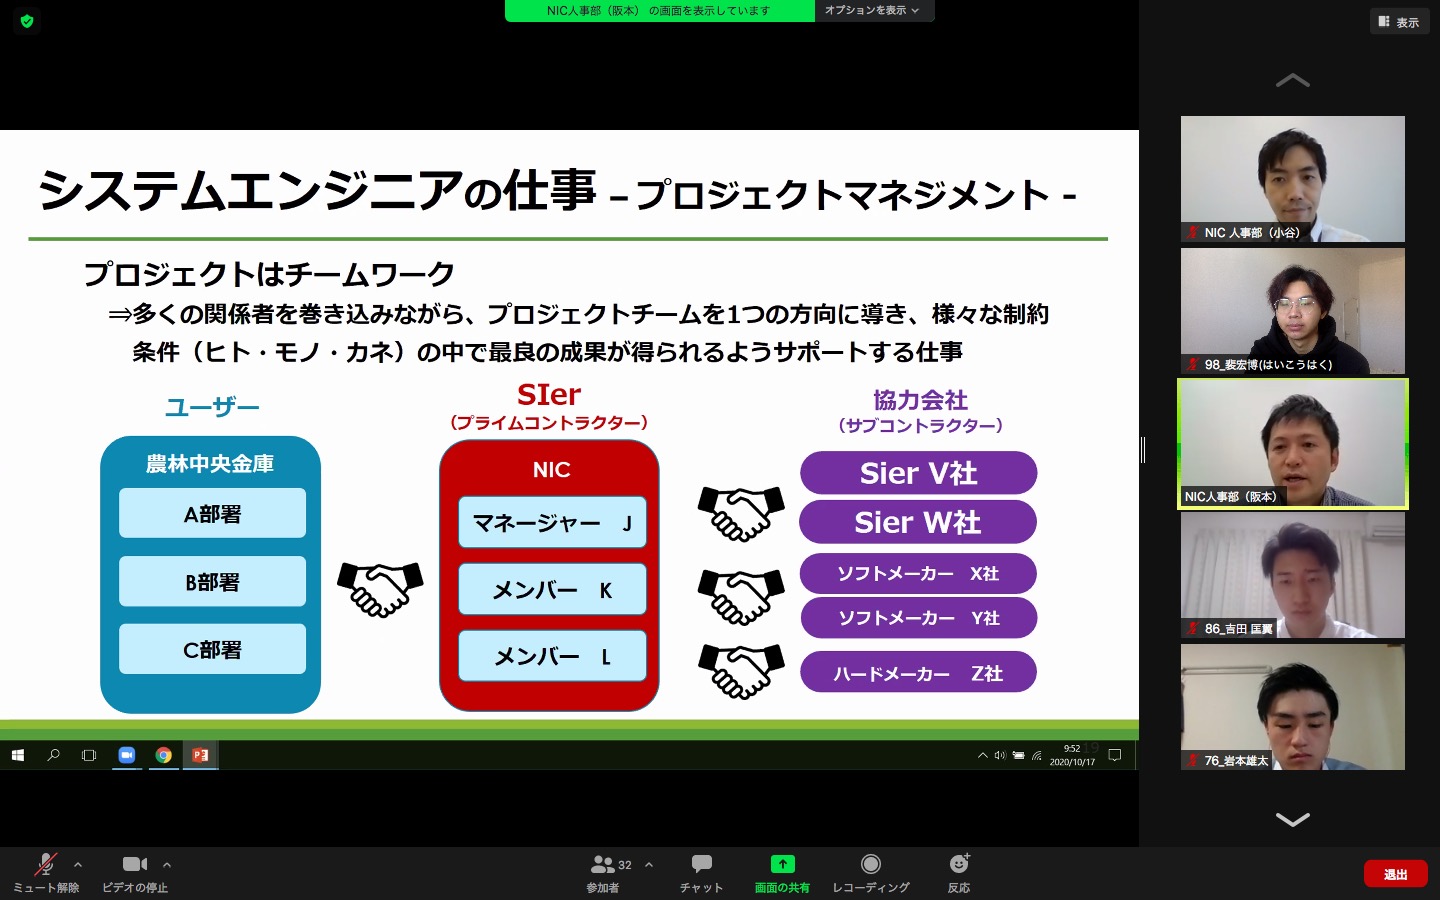 NIC人事部（阪本） の画面を表示しています
オプションを表示
表示
システムエンジニアの仕事 –プロジェクトマネジメント -
プロジェクトはチームワーク
⇒多くの関係者を巻き込みながら、プロジェクトチームを1つの方向に導き、様々な制約
条件（ヒト・モノ・カネ）の中で最良の成果が得られるようサポートする仕事
ユーザー
農林中央金庫
A部署
B部署
C部署
SIer
（プライムコントラクター）
NIC
マネージャー J
メンバー K
メンバー L
協力会社
（サブコントラクター）
Sier V社
Sier W社
ソフトメーカー X社
ソフトメーカー Y社
ハードメーカー Z社
19
9:52
2020/10/17
NIC 人事部（小谷）
98_裴宏博(はいこうはく)
NIC人事部（阪本）
86_吉田 匡翼
76_岩本雄太
ミュート解除
ビデオの停止
32
参加者
チャット
画面の共有
レコーディング
反応
退出